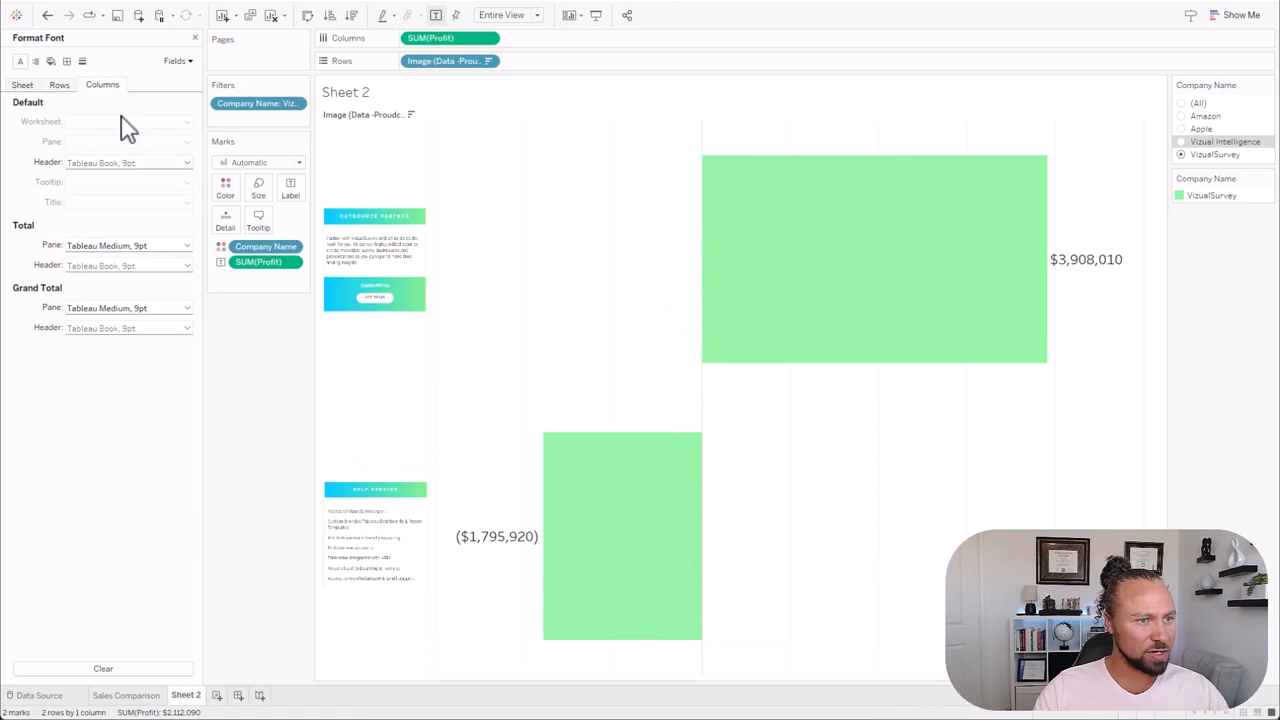 Entire View
Show Me
Format Font
Fields
Sheet
Rows
Columns
Default
Worksheet:
Pane:
Header: Tableau Book, 9pt
Tooltip:
Title:
Total
Pane: Tableau Medium, 9pt
Header: Tableau Book, 9pt
Grand Total
Pane: Tableau Medium, 9pt
Header: Tableau Book, 9pt
Clear
Pages
Filters
Company Name: Viz..
Marks
Automatic
Color
Size
Label
Detail
Tooltip
Company Name
SUM(Profit)
Columns
SUM(Profit)
Rows
Image (Data -Prou..
Sheet 2
Image (Data -Proudc..
OUTSOURCE PARTNER
$3,908,010
SELF SERVICE
($1,795,920)
Company Name
(All)
Amazon
Apple
Vizual Intelligence
VizualSurvey
Company Name
VizualSurvey
Data Source
Sales Comparison
Sheet 2
2 marks
2 rows by 1 column
SUM(Profit): $2,112,090